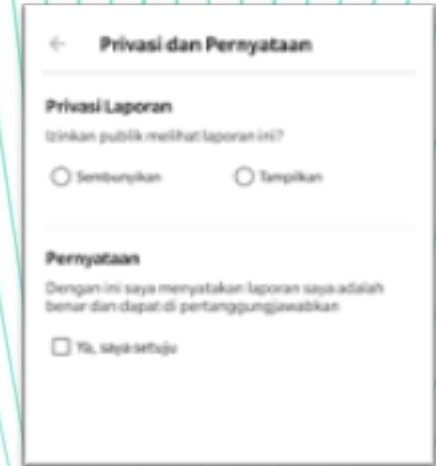 Privasi dan Pernyataan
Privasi Laporan
Izinkan publik melihat laporan ini?
Sembunyikan
Tampilkan
Pernyataan
Dengan ini saya menyatakan laporan saya adalah
benar dan dapat di pertanggungjawabkan
Ya, saya setuju